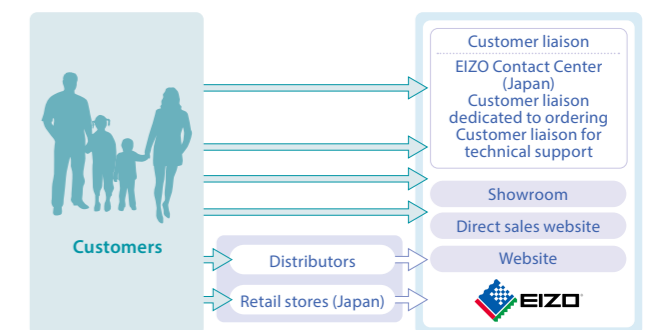 Customer liaison
EIZO Contact Center
(Japan)
Customer liaison
dedicated to ordering
Customer liaison for
technical support
Showroom
Direct sales website
Customers
Distributors
Website
Retail stores (Japan)
EIZO